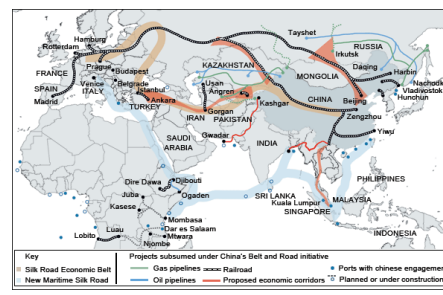 Hamburg
Rotterdam
Prague
FRANCE
Budapest
Venice
Belgrade
ITALY
Istanbul
SPAIN
Madrid
Ankara
TURKEY
Tayshet
Irkutsk
RUSSIA
KAZAKHSTAN
MONGOLIA
Daqing
Harbin
Nachodk
Vladivostok
Hunchun
Usan
Angren
Kashgar
CHINA
Beijing
Zengzhou
Gorgan
IRAN
PAKISTAN
Gwadar
Yiwu
SAUDI
ARABIA
INDIA
Djibouti
Dire Dawa
Ogaden
SRI LANKA
PHILIPPINES
Juba
Kuala Lumpur
MALAYSIA
Kasese
SINGAPORE
Mombasa
Luau
Dar es Salaam
Lobito
Mtwara
Njombe
INDONESIA
Key
Projects subsumed under China's Belt and Road initiative
Silk Road Economic Belt
Gas pipelines
Railroad
Ports with chinese engagemen
New Maritime Silk Road
Oil pipelines
Proposed economic corridors
Planned or under construction